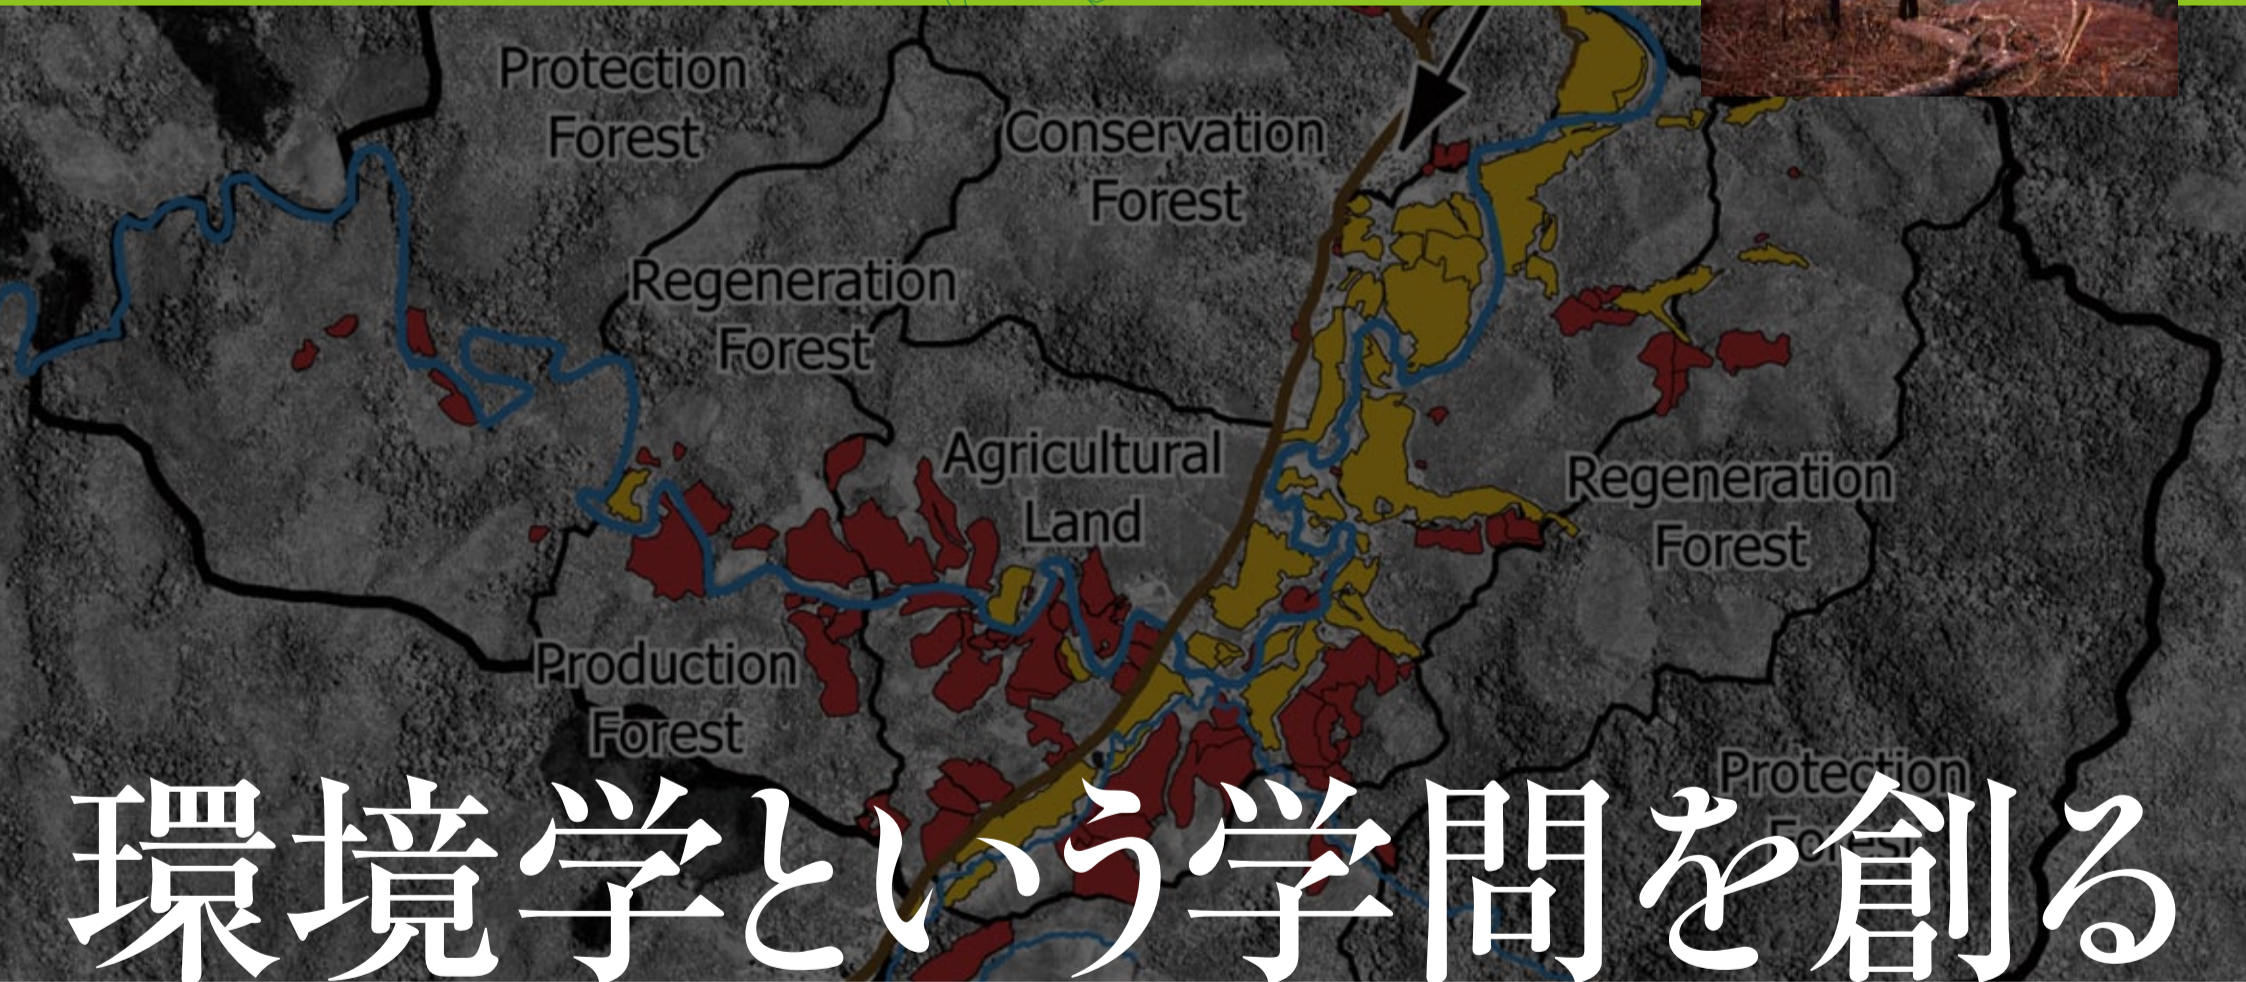 Protection
Forest
Conservation
Forest
Regeneration
Forest
Agricultural
Land
Regeneration
Forest
Production
Forest
Protection
Forest
環境学という学問を創る